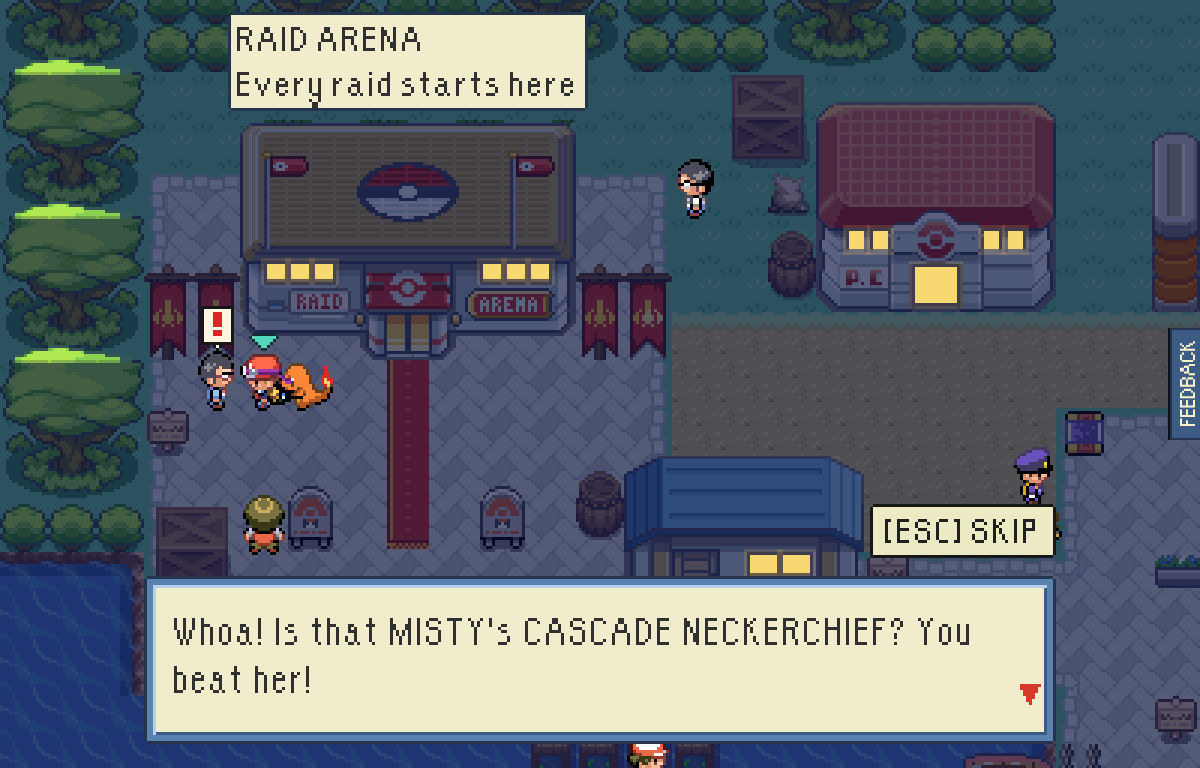 RAID ARENA
Every raid starts here
P.C
!
RAID
ARENA
FEEDBACK
[ESC] SKIP
Whoa! Is that MISTY's CASCADE NECKERCHIEF? You
beat her!